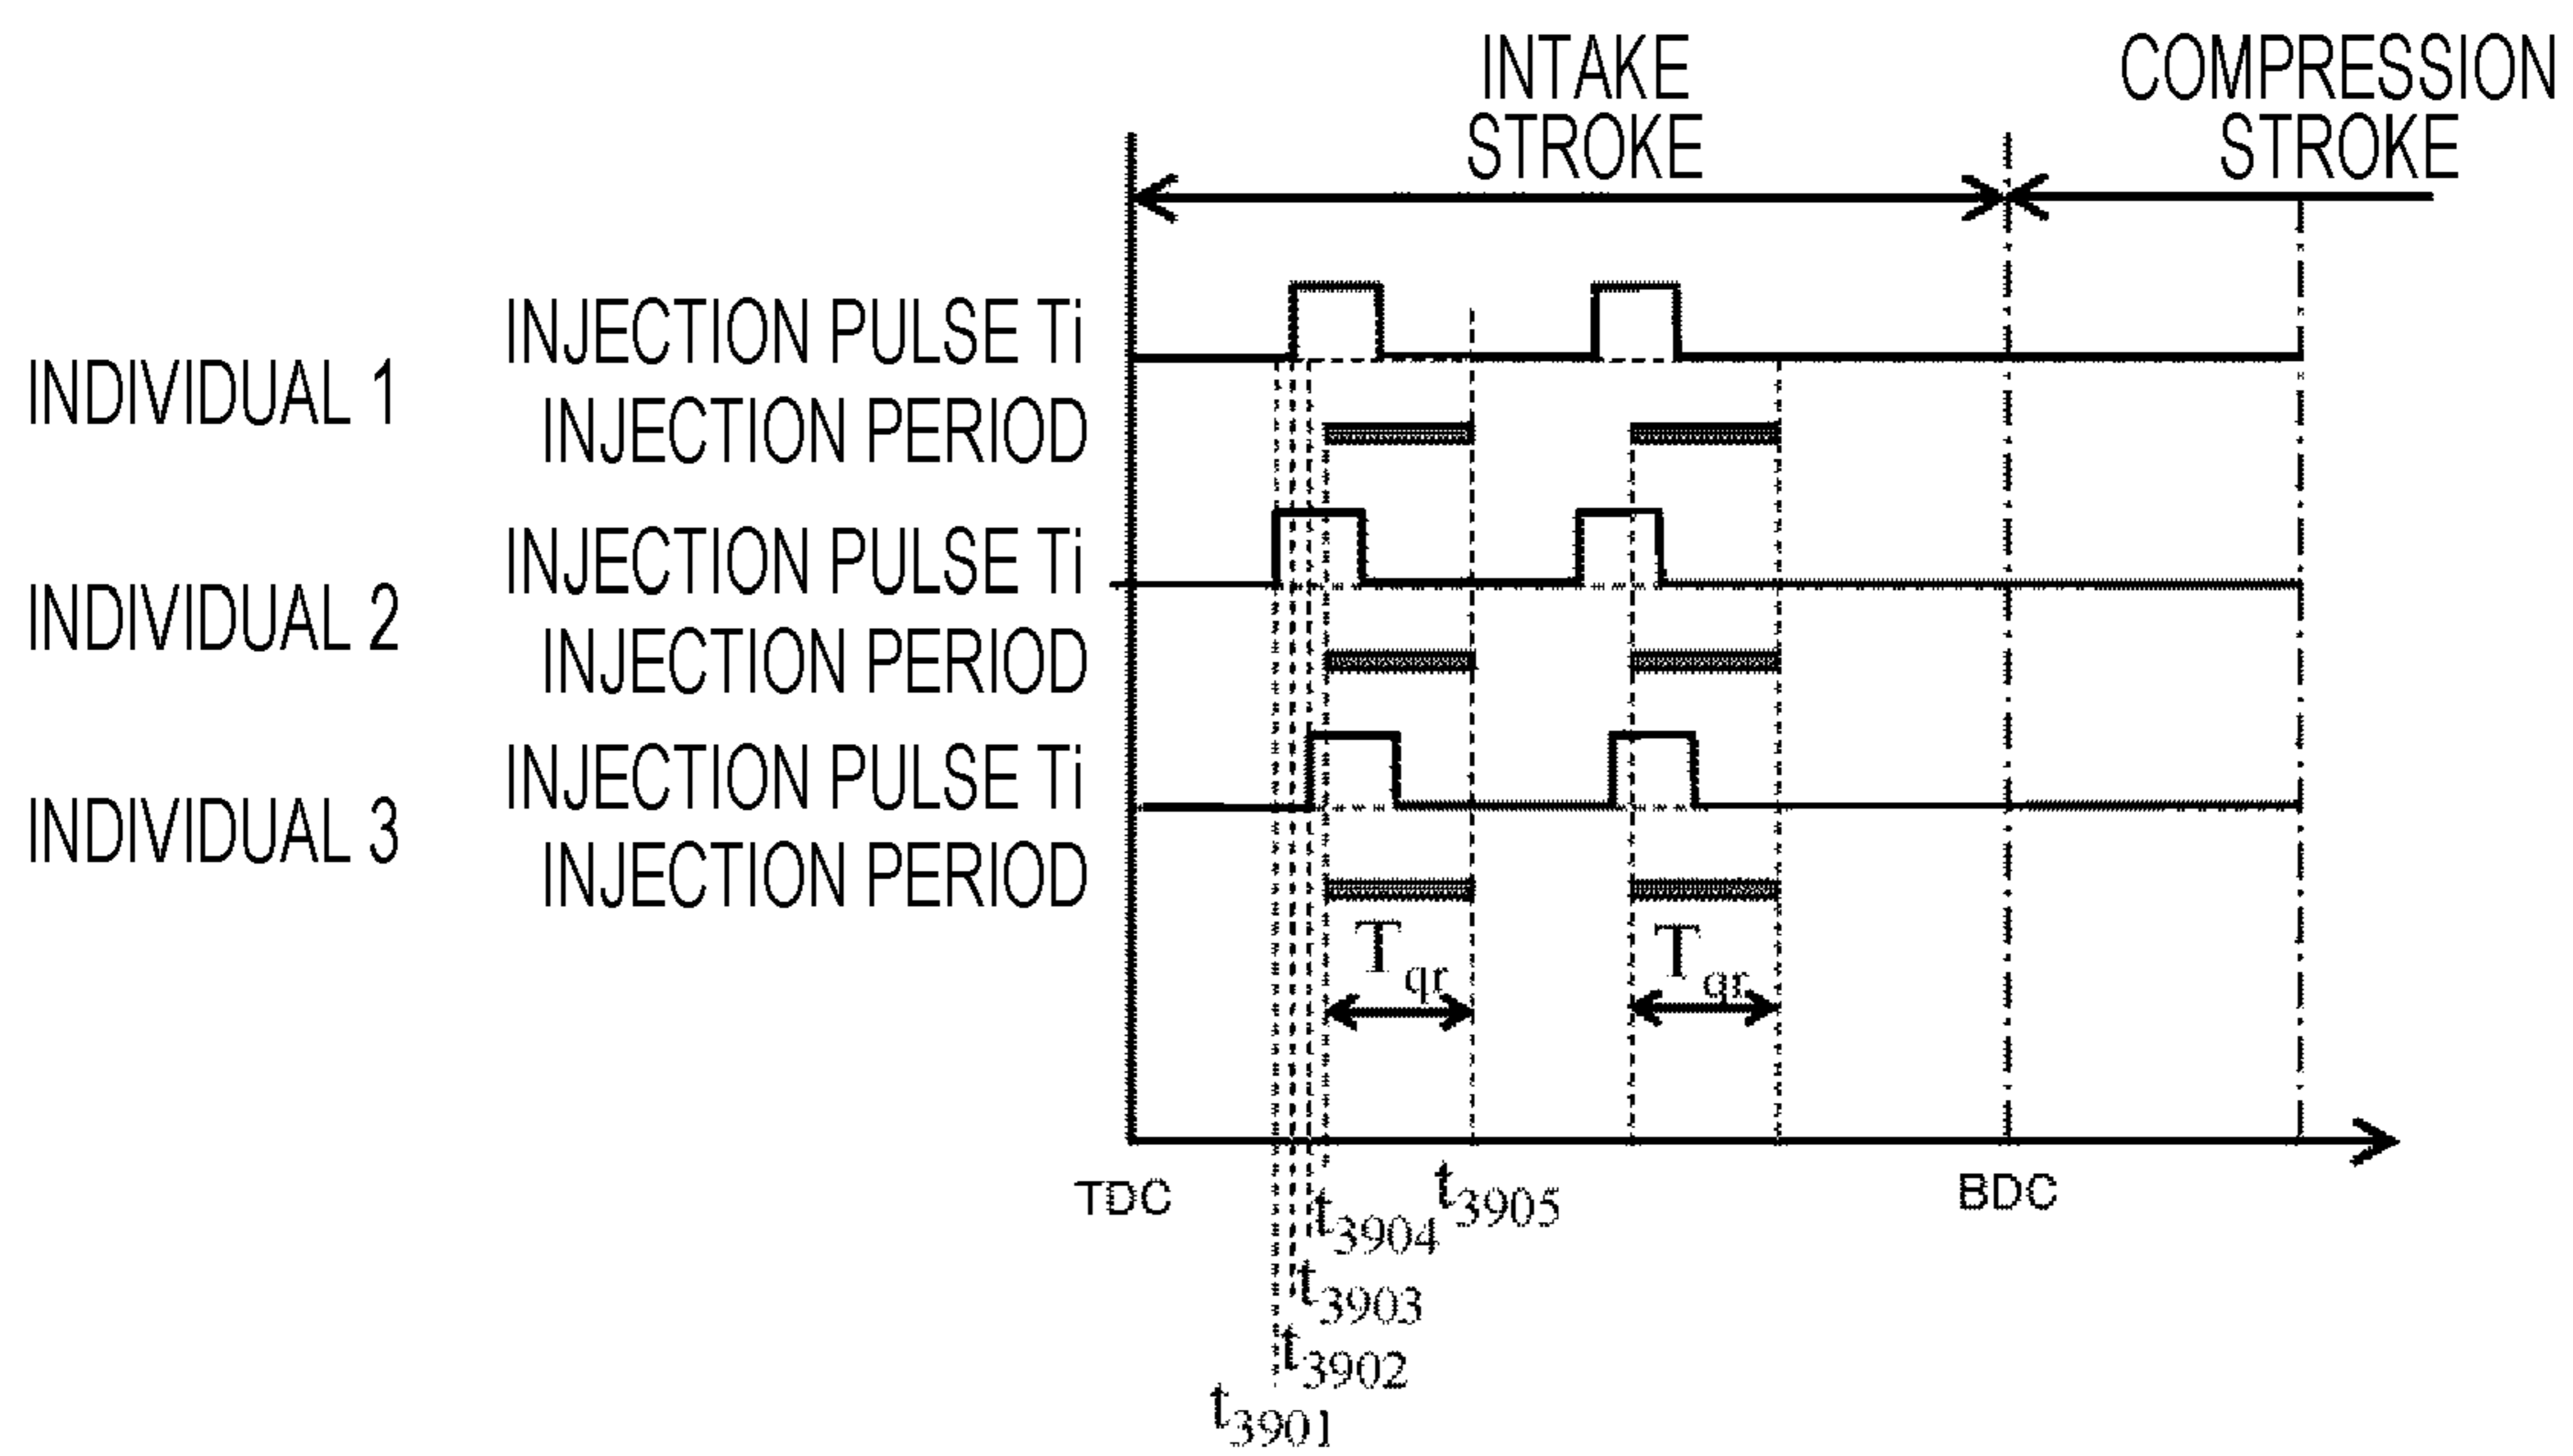 INTAKE
STROKE
COMPRESSION
STROKE
INDIVIDUAL 1
INJECTION PULSE Ti
INJECTION PERIOD
INDIVIDUAL 2
INJECTION PULSE Ti
INJECTION PERIOD
INDIVIDUAL 3
INJECTION PULSE Ti
INJECTION PERIOD
Tqr
Tqr
TDC
BDC
t3905
t3904
t3903
t3902
t3901